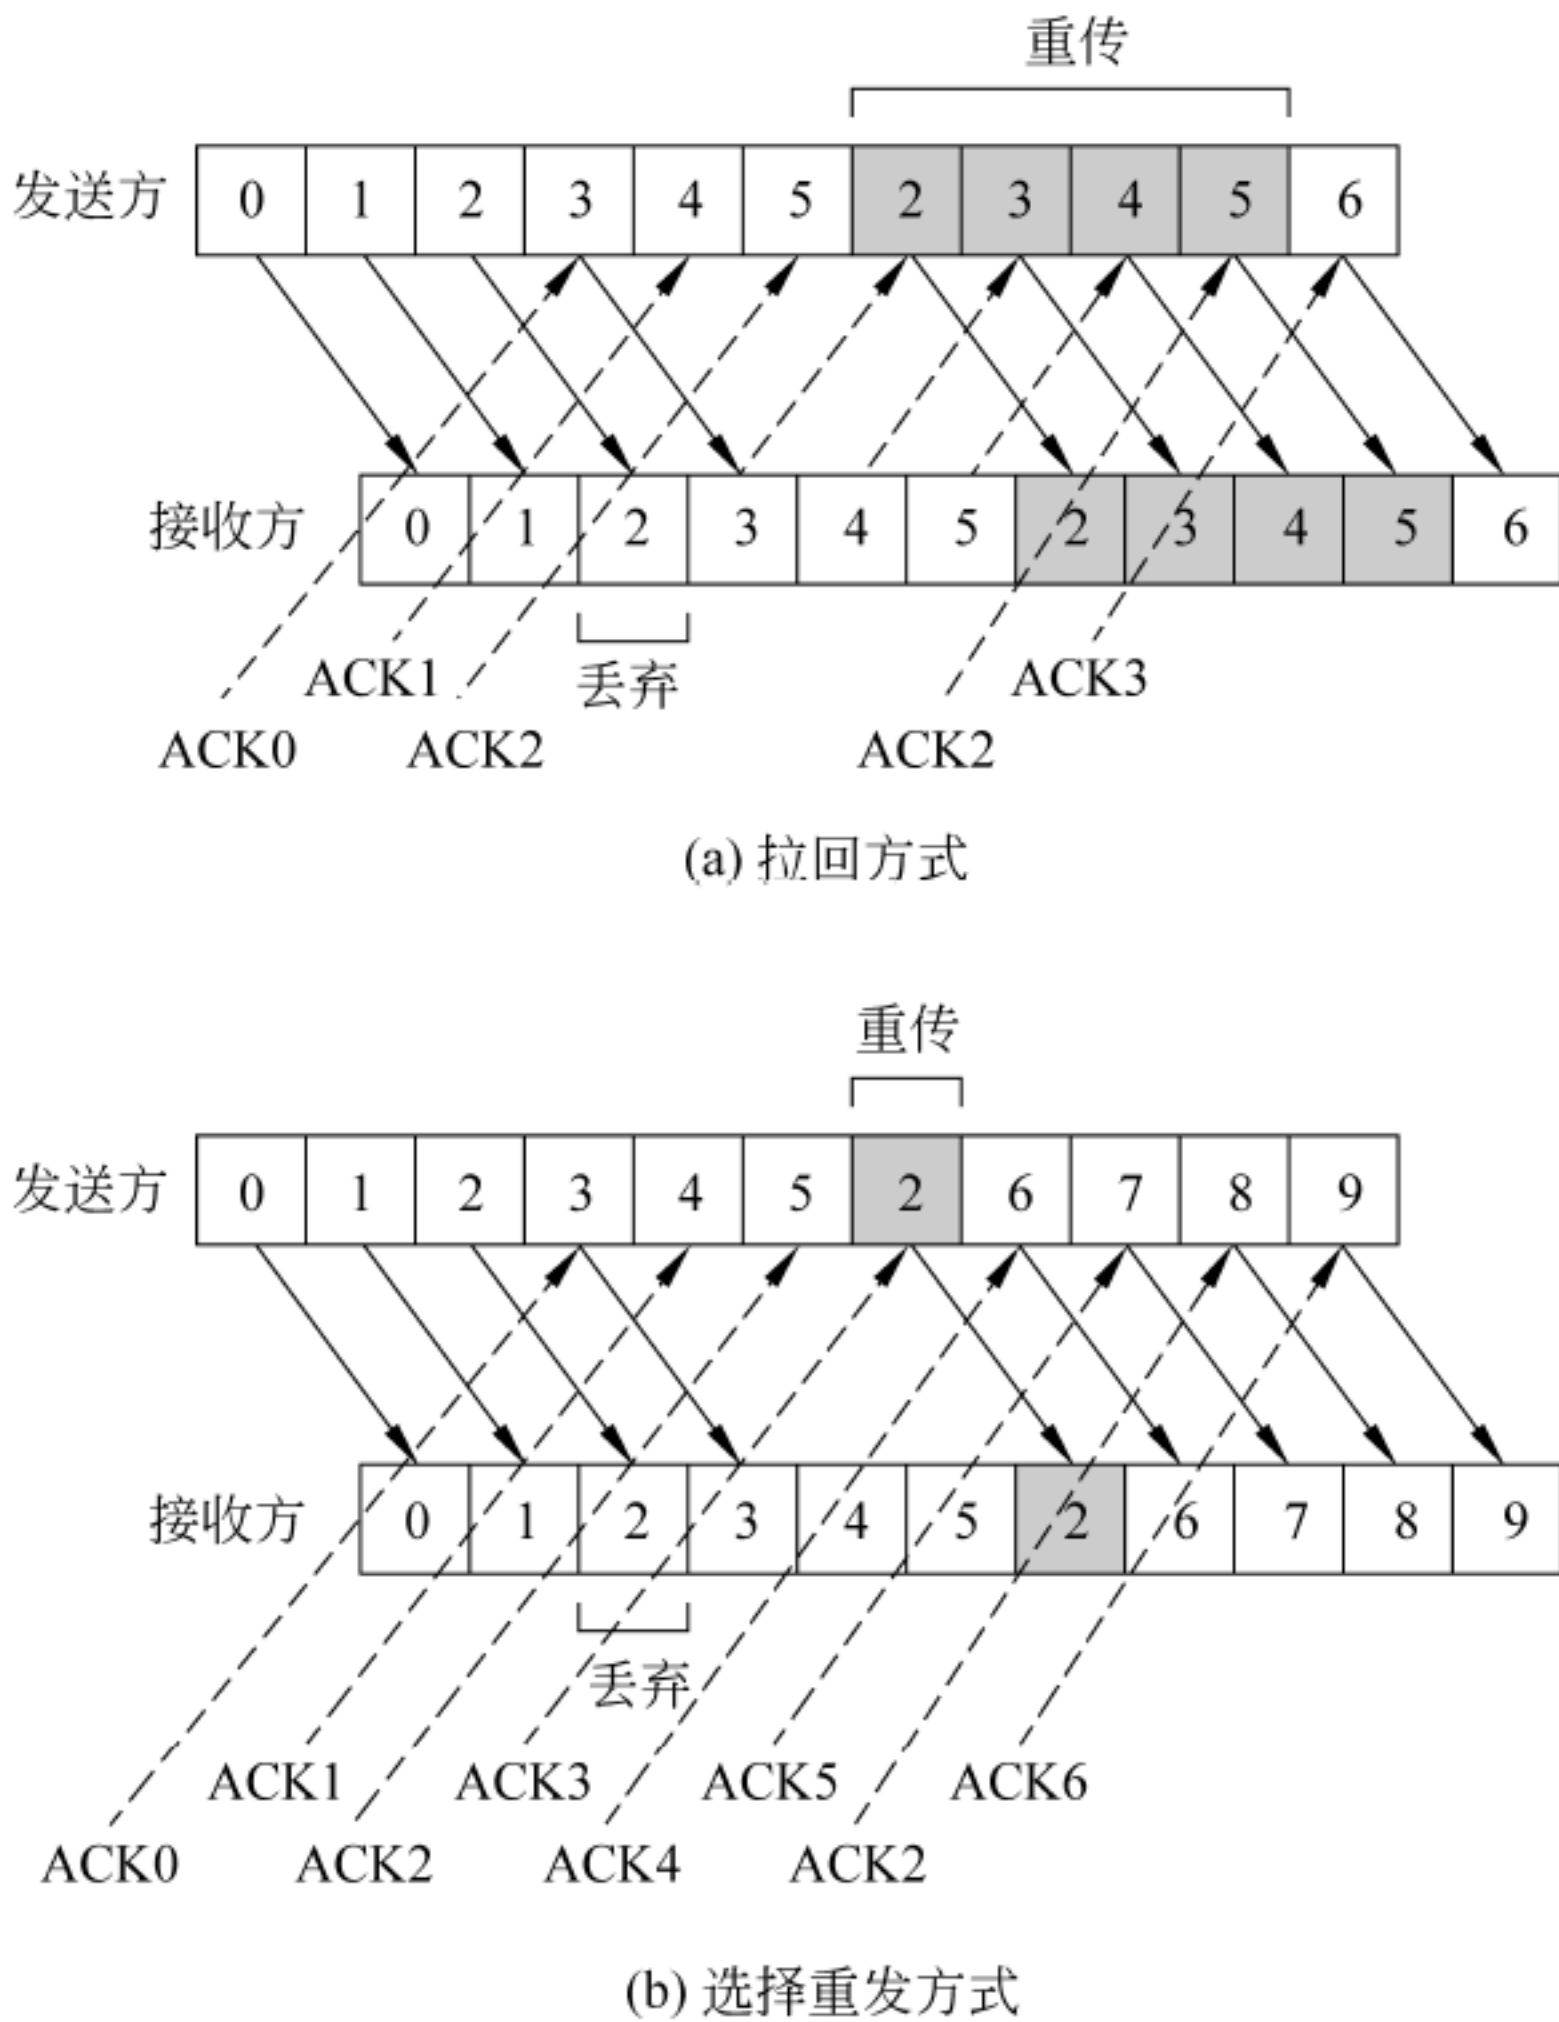 重传
发送方 0 1 2 3 4 5 2 3 4 5 6
接收方 0 1 2 3 4 5 2 3 4 5 6
ACK1 丢弃 ACK3
ACK0 ACK2 ACK2
(a) 拉回方式
重传
发送方 0 1 2 3 4 5 2 6 7 8 9
接收方 0 1 2 3 4 5 2 6 7 8 9
丢弃
ACK1 ACK3 ACK5 ACK6
ACK0 ACK2 ACK4 ACK2
(b) 选择重发方式